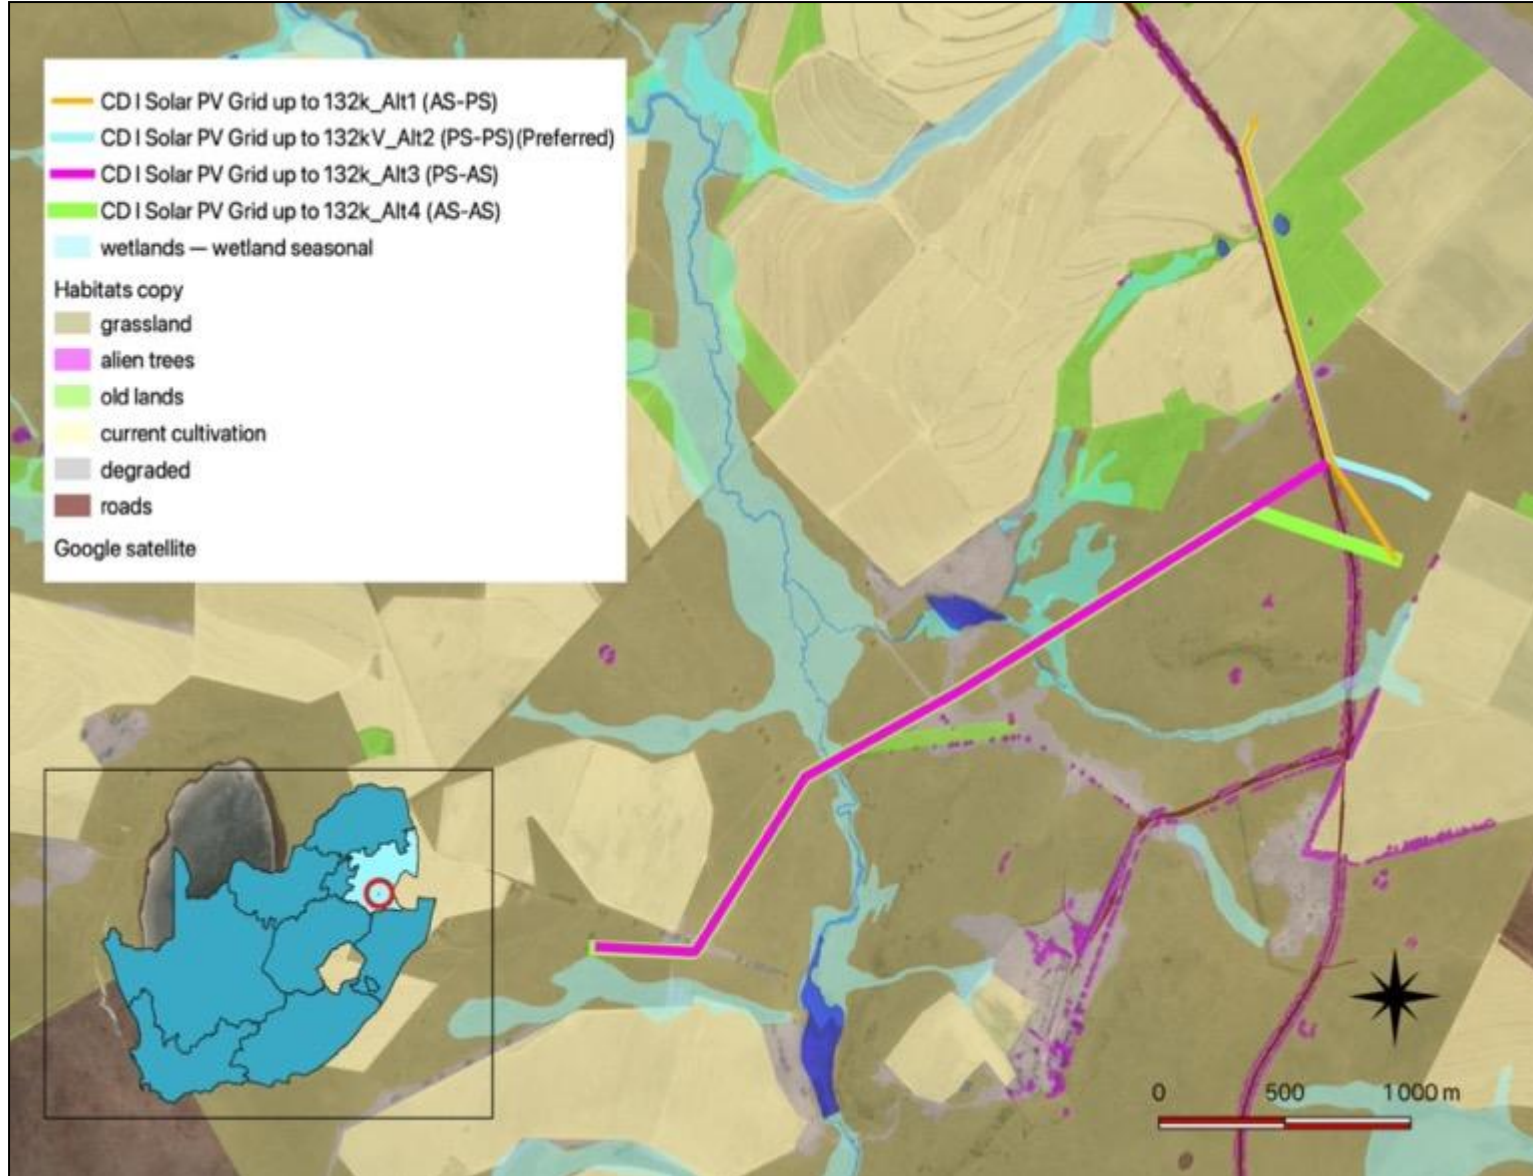 CD I Solar PV Grid up to 132k_Alt1 (AS-PS)
CD I Solar PV Grid up to 132kV_Alt2 (PS-PS)(Preferred)
CD I Solar PV Grid up to 132k_Alt3 (PS-AS)
CD I Solar PV Grid up to 132k_Alt4 (AS-AS)
wetlands — wetland seasonal
Habitats copy
grassland
alien trees
old lands
current cultivation
degraded
roads
Google satellite
0 500 1000 m